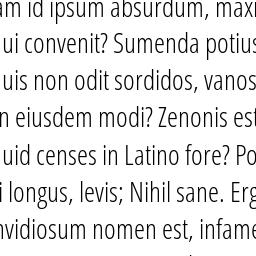 am id ipsum absurdum, maxi
ui convenit? Sumenda potius
uis non odit sordidos, vanos
n eiusdem modi? Zenonis est
uid censes in Latino fore? Po
i longus, levis; Nihil sane. Erg
nvidiosum nomen est, infame